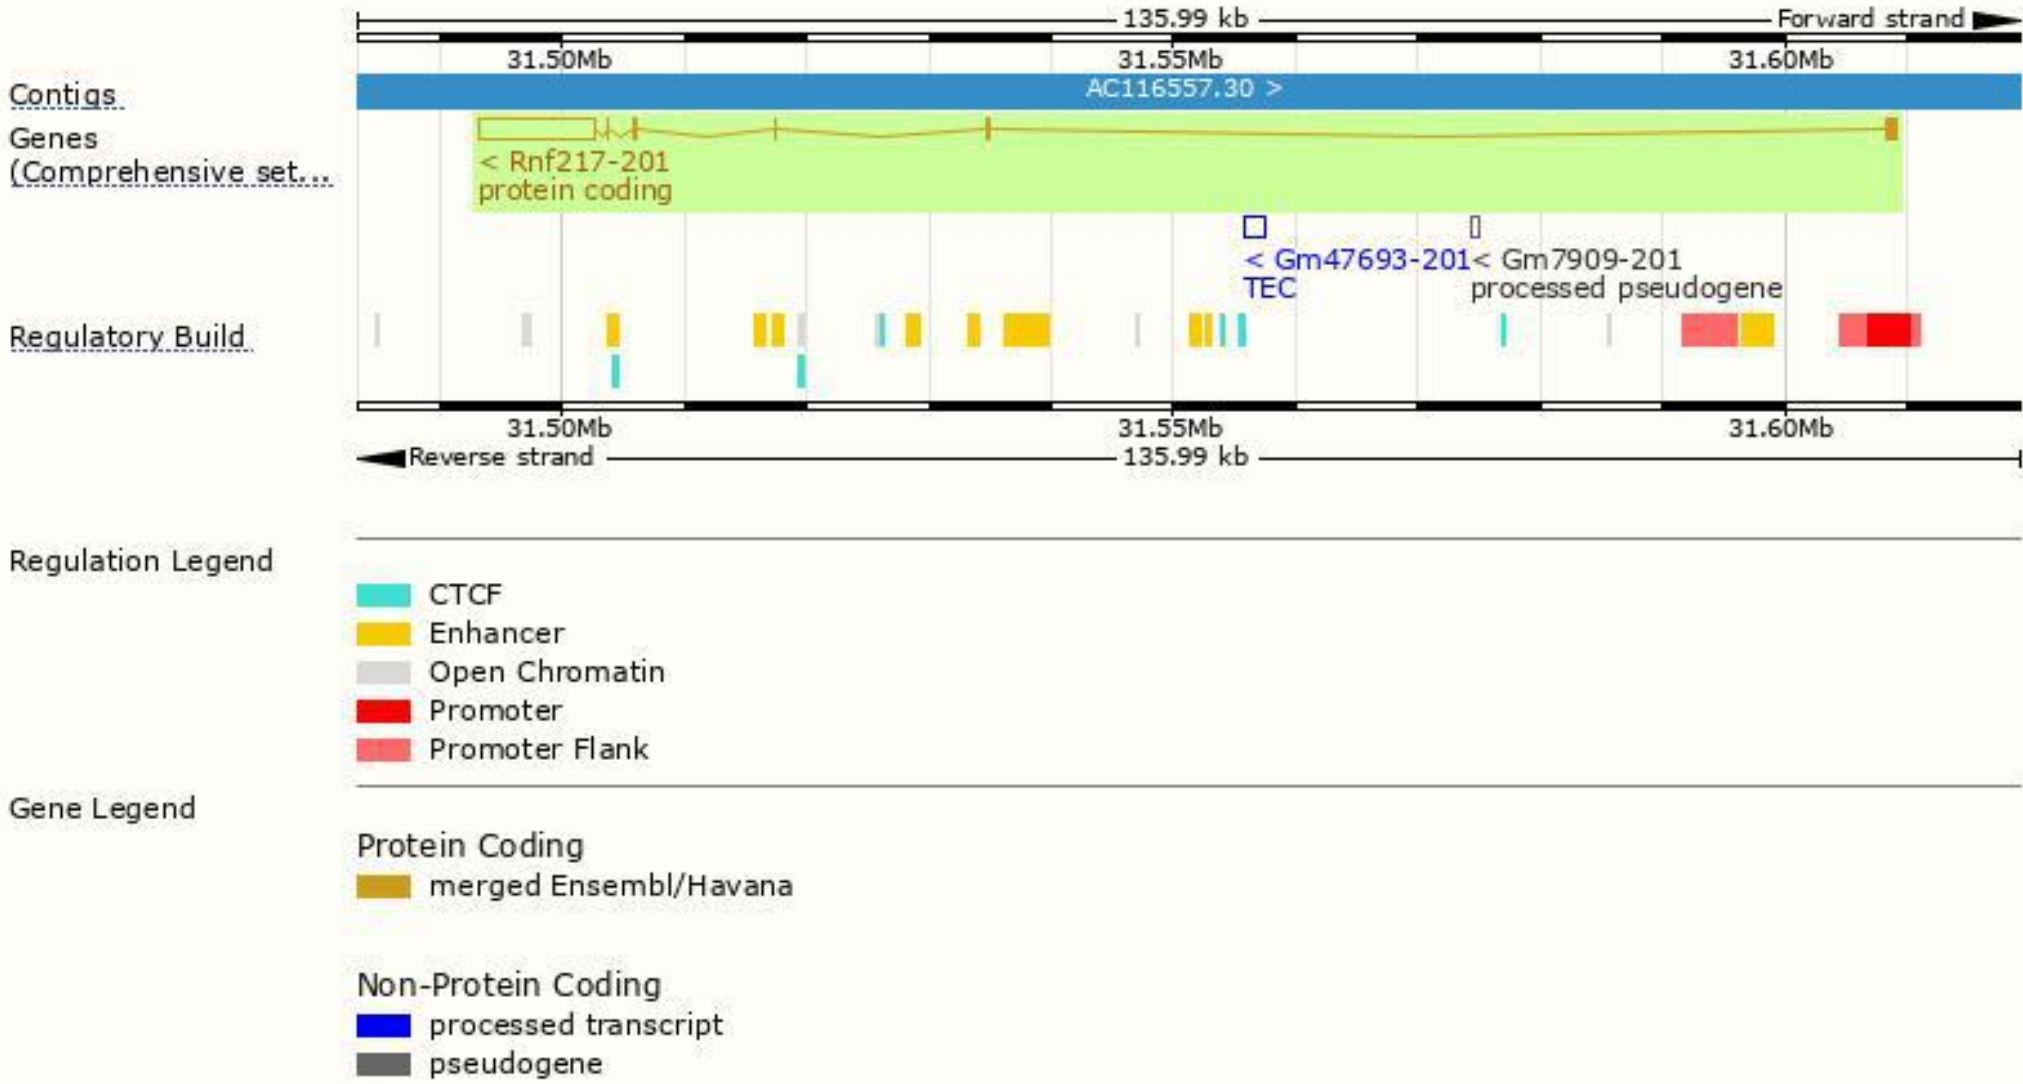 135.99 kb Forward strand
31.50Mb 31.55Mb 31.60Mb
Contigs AC116557.30 >
Genes
(Comprehensive set...
< Rnf217-201
protein coding
< Gm47693-201 < Gm7909-201
TEC processed pseudogene
Regulatory Build
31.50Mb 31.55Mb 31.60Mb
Reverse strand 135.99 kb
Regulation Legend
CTCF
Enhancer
Open Chromatin
Promoter
Promoter Flank
Gene Legend
Protein Coding
merged Ensembl/Havana
Non-Protein Coding
processed transcript
pseudogene